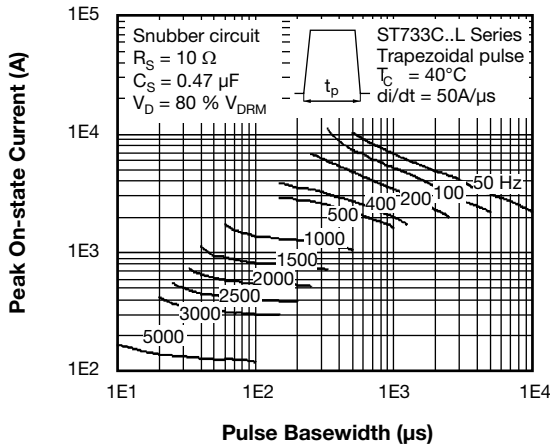 1E5
Snubber circuit
R_S = 10 Ω
C_S = 0.47 µF
V_D = 80 % V_DRM
t_p
ST733C..L Series
Trapezoidal pulse
T_C = 40°C
di/dt = 50A/µs
Peak On-state Current (A)
1E4
50 Hz
100
200
400
500
1000
1E3
1500
2000
2500
3000
5000
1E2
1E1
1E2
1E3
1E4
Pulse Basewidth (µs)